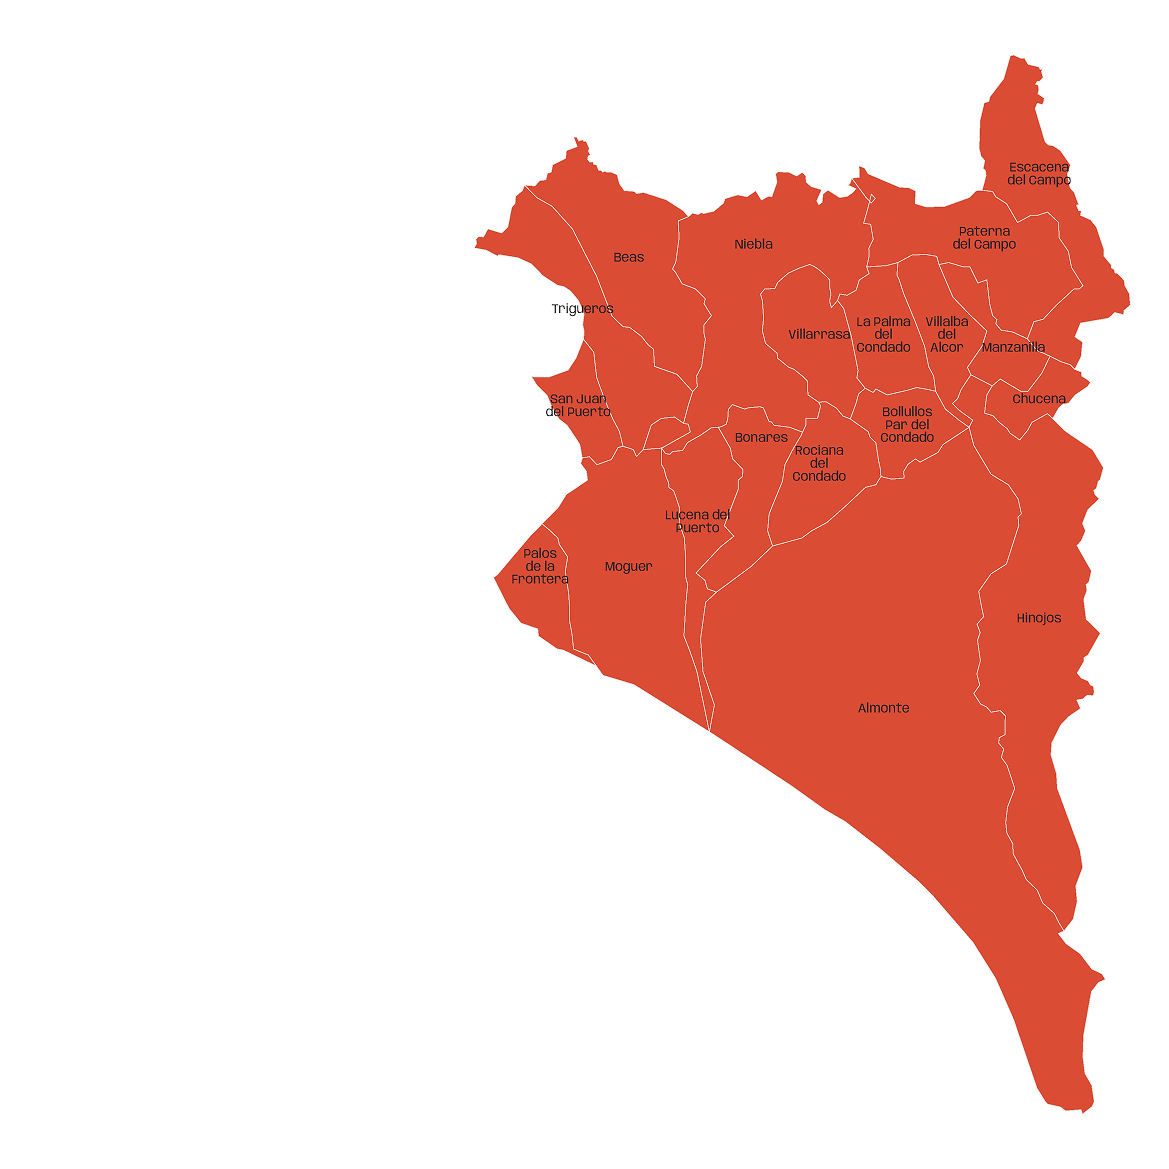 Escacena
del Campo
Paterna
del Campo
Niebla
Beas
Trigueros
Villarrasa
La Palma
del
Condado
Villalba
del
Alcor
Manzanilla
San Juan
del Puerto
Chucena
Bollullos
Par del
Condado
Bonares
Rociana
del
Condado
Lucena del
Puerto
Palos
de la
Frontera
Moguer
Hinojos
Almonte